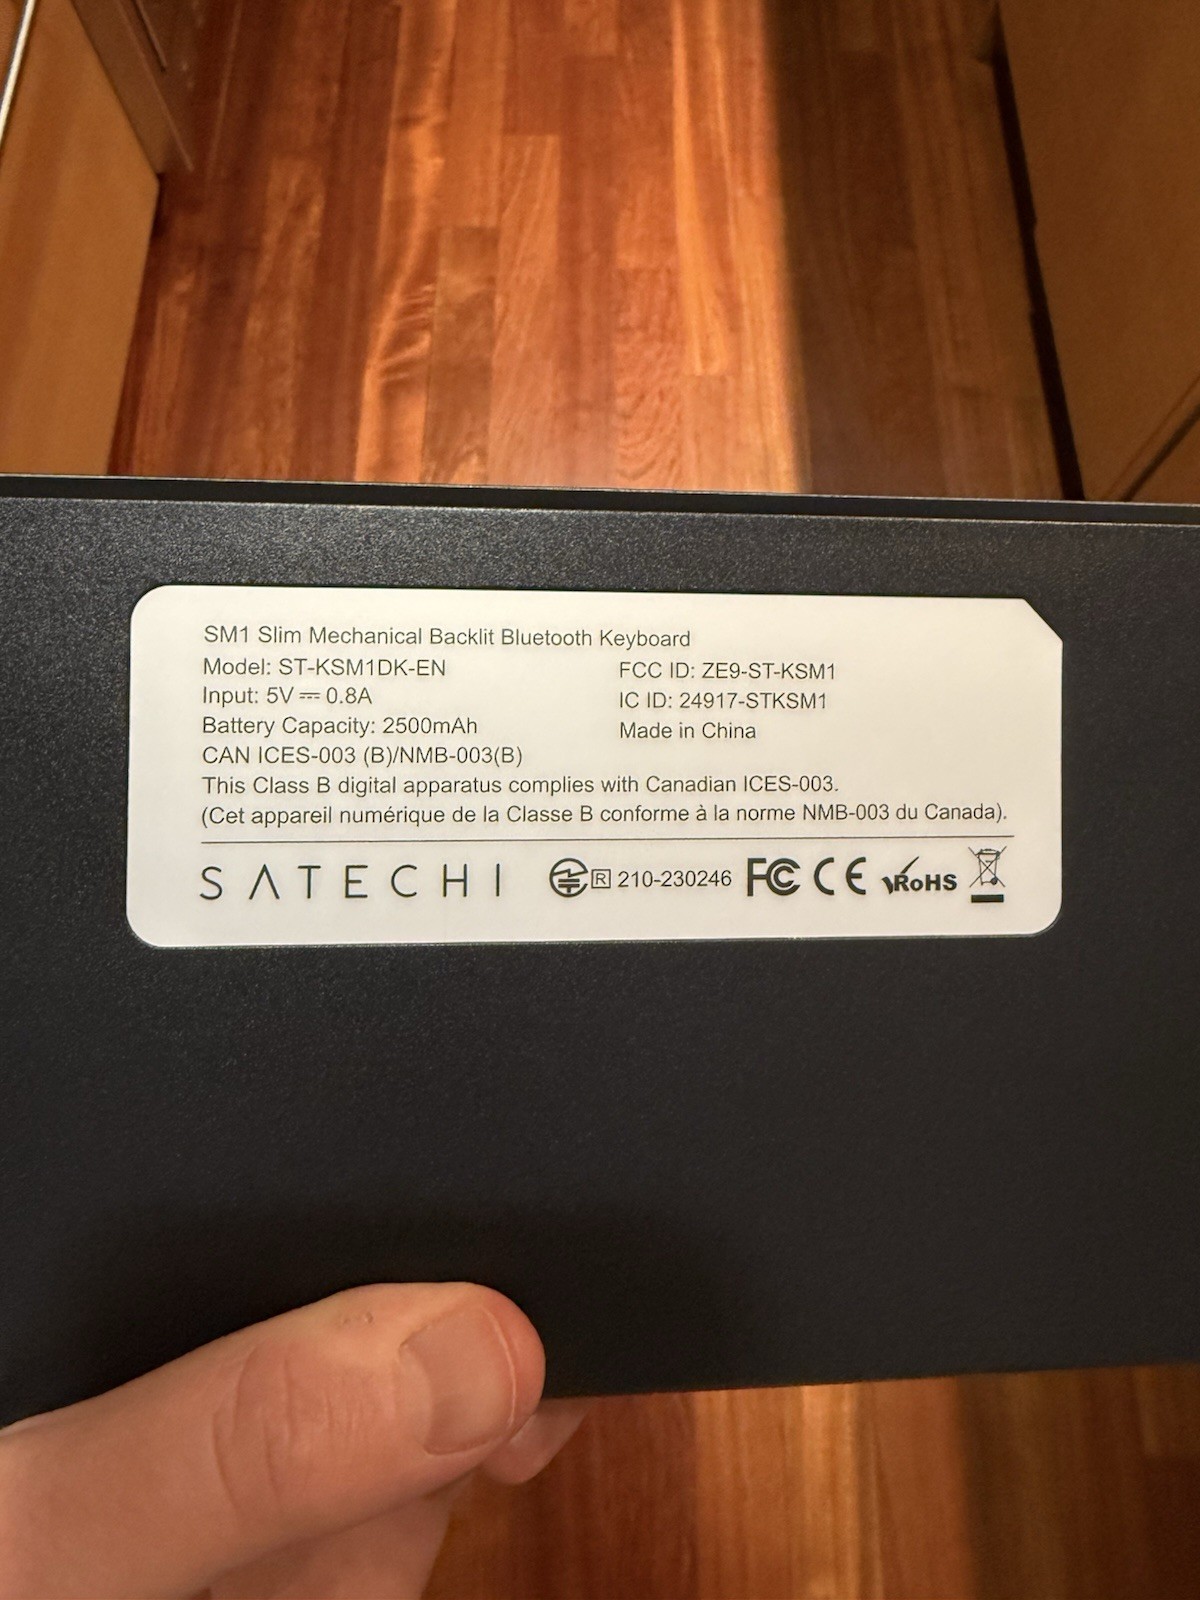 SM1 Slim Mechanical Backlit Bluetooth Keyboard
Model: ST-KSM1DK-EN
Input: 5V⎓0.8A
Battery Capacity: 2500mAh
FCC ID: ZE9-ST-KSM1
IC ID: 24917-STKSM1
Made in China
CAN ICES-003 (B)/NMB-003(B)
This Class B digital apparatus complies with Canadian ICES-003.
(Cet appareil numérique de la Classe B conforme à la norme NMB-003 du Canada).
SATECHI R 210-230246 FC CE RoHS